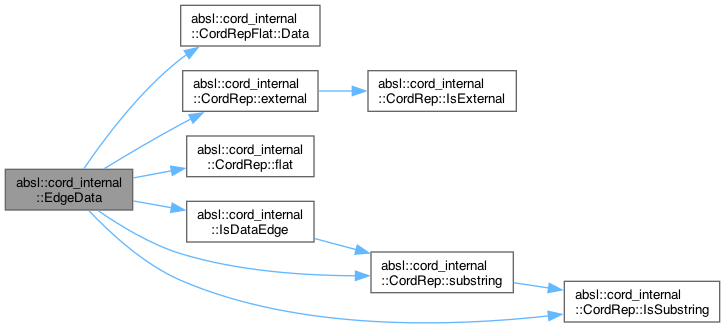 absl::cord_internal
::CordRepFlat::Data
absl::cord_internal
::CordRep::external
absl::cord_internal
::CordRep::IsExternal
absl::cord_internal
::CordRep::flat
absl::cord_internal
::EdgeData
absl::cord_internal
::IsDataEdge
absl::cord_internal
::CordRep::substring
absl::cord_internal
::CordRep::IsSubstring